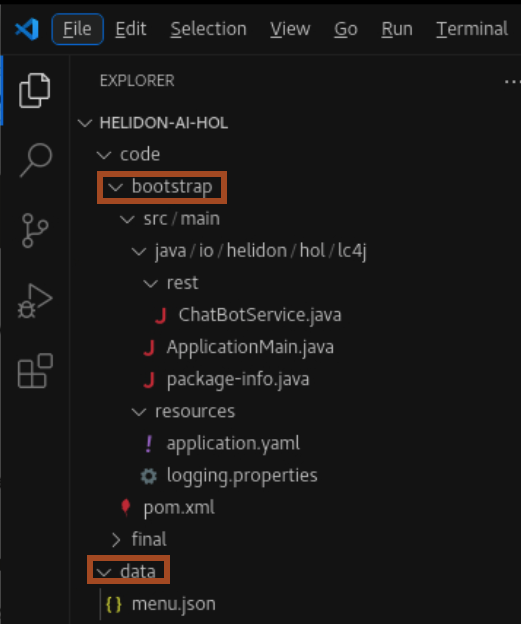 File Edit Selection View Go Run Terminal
EXPLORER ...
HELIDON-AI-HOL
code
bootstrap
src / main
java / io / helidon / hol / lc4j
rest
J ChatBotService.java
J ApplicationMain.java
J package-info.java
resources
! application.yaml
logging.properties
pom.xml
final
data
{} menu.json